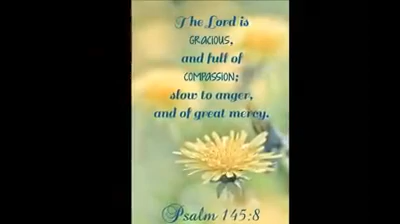 The Lord is
GRACIOUS,
and full of
COMPASSION;
slow to anger,
and of great mercy.
Psalm 145:8